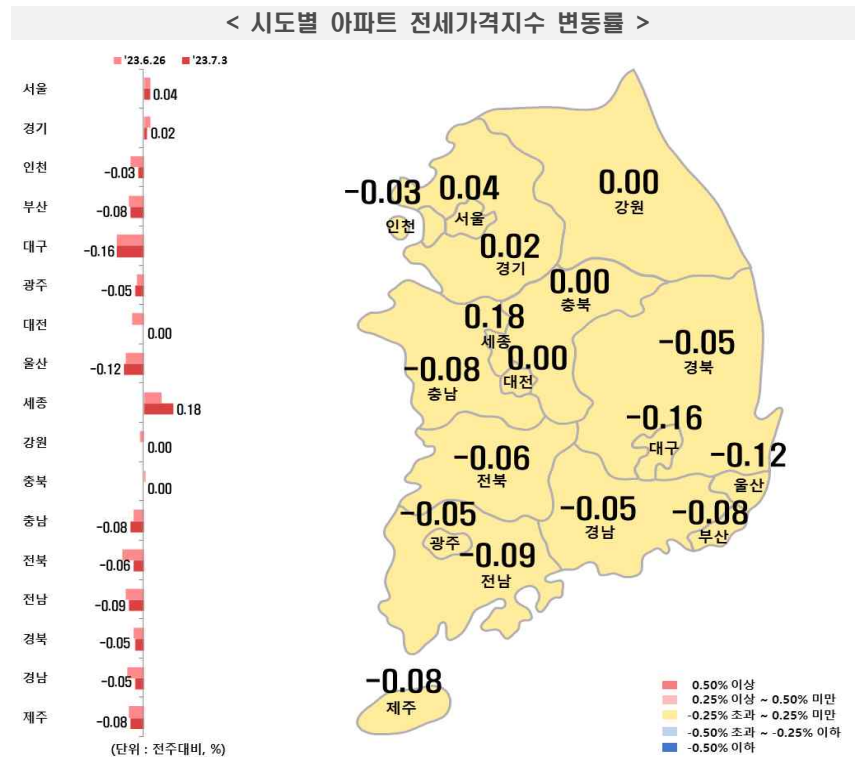 < 시도별 아파트 전세가격지수 변동률 >
'23.6.26 '23.7.3
서울 0.04
경기 0.02
인천 -0.03
부산 -0.08
대구 -0.16
광주 -0.05
대전 0.00
울산 -0.12
세종 0.18
강원 0.00
충북 0.00
충남 -0.08
전북 -0.06
전남 -0.09
경북 -0.05
경남 -0.05
제주 -0.08
(단위 : 전주대비, %)
-0.03
인천
0.04
서울
0.00
강원
0.02
경기
0.00
충북
0.18
세종
0.00
대전
-0.08
충남
-0.05
경북
-0.16
대구
-0.12
울산
-0.06
전북
-0.05
광주
-0.05
경남
-0.08
부산
-0.09
전남
-0.08
제주
0.50% 이상
0.25% 이상 ~ 0.50% 미만
-0.25% 초과 ~ 0.25% 미만
-0.50% 초과 ~ -0.25% 이하
-0.50% 이하